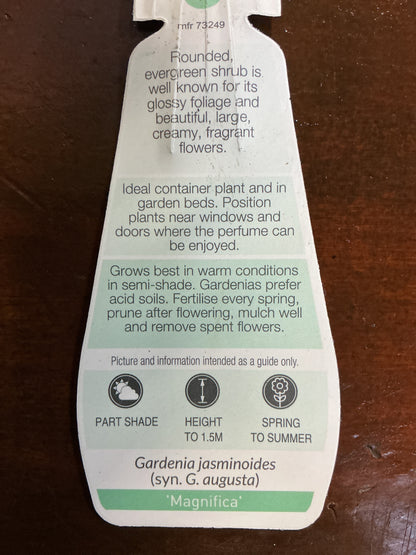 mfr 73249
Rounded,
evergreen shrub is
well known for its
glossy foliage and
beautiful, large,
creamy, fragrant
flowers.
Ideal container plant and in
garden beds. Position
plants near windows and
doors where the perfume can
be enjoyed.
Grows best in warm conditions
in semi-shade. Gardenias prefer
acid soils. Fertilise every spring,
prune after flowering, mulch well
and remove spent flowers.
Picture and information intended as a guide only.
PART SHADE
HEIGHT
TO 1.5M
SPRING
TO SUMMER
Gardenia jasminoides
(syn. G. augusta)
'Magnifica'